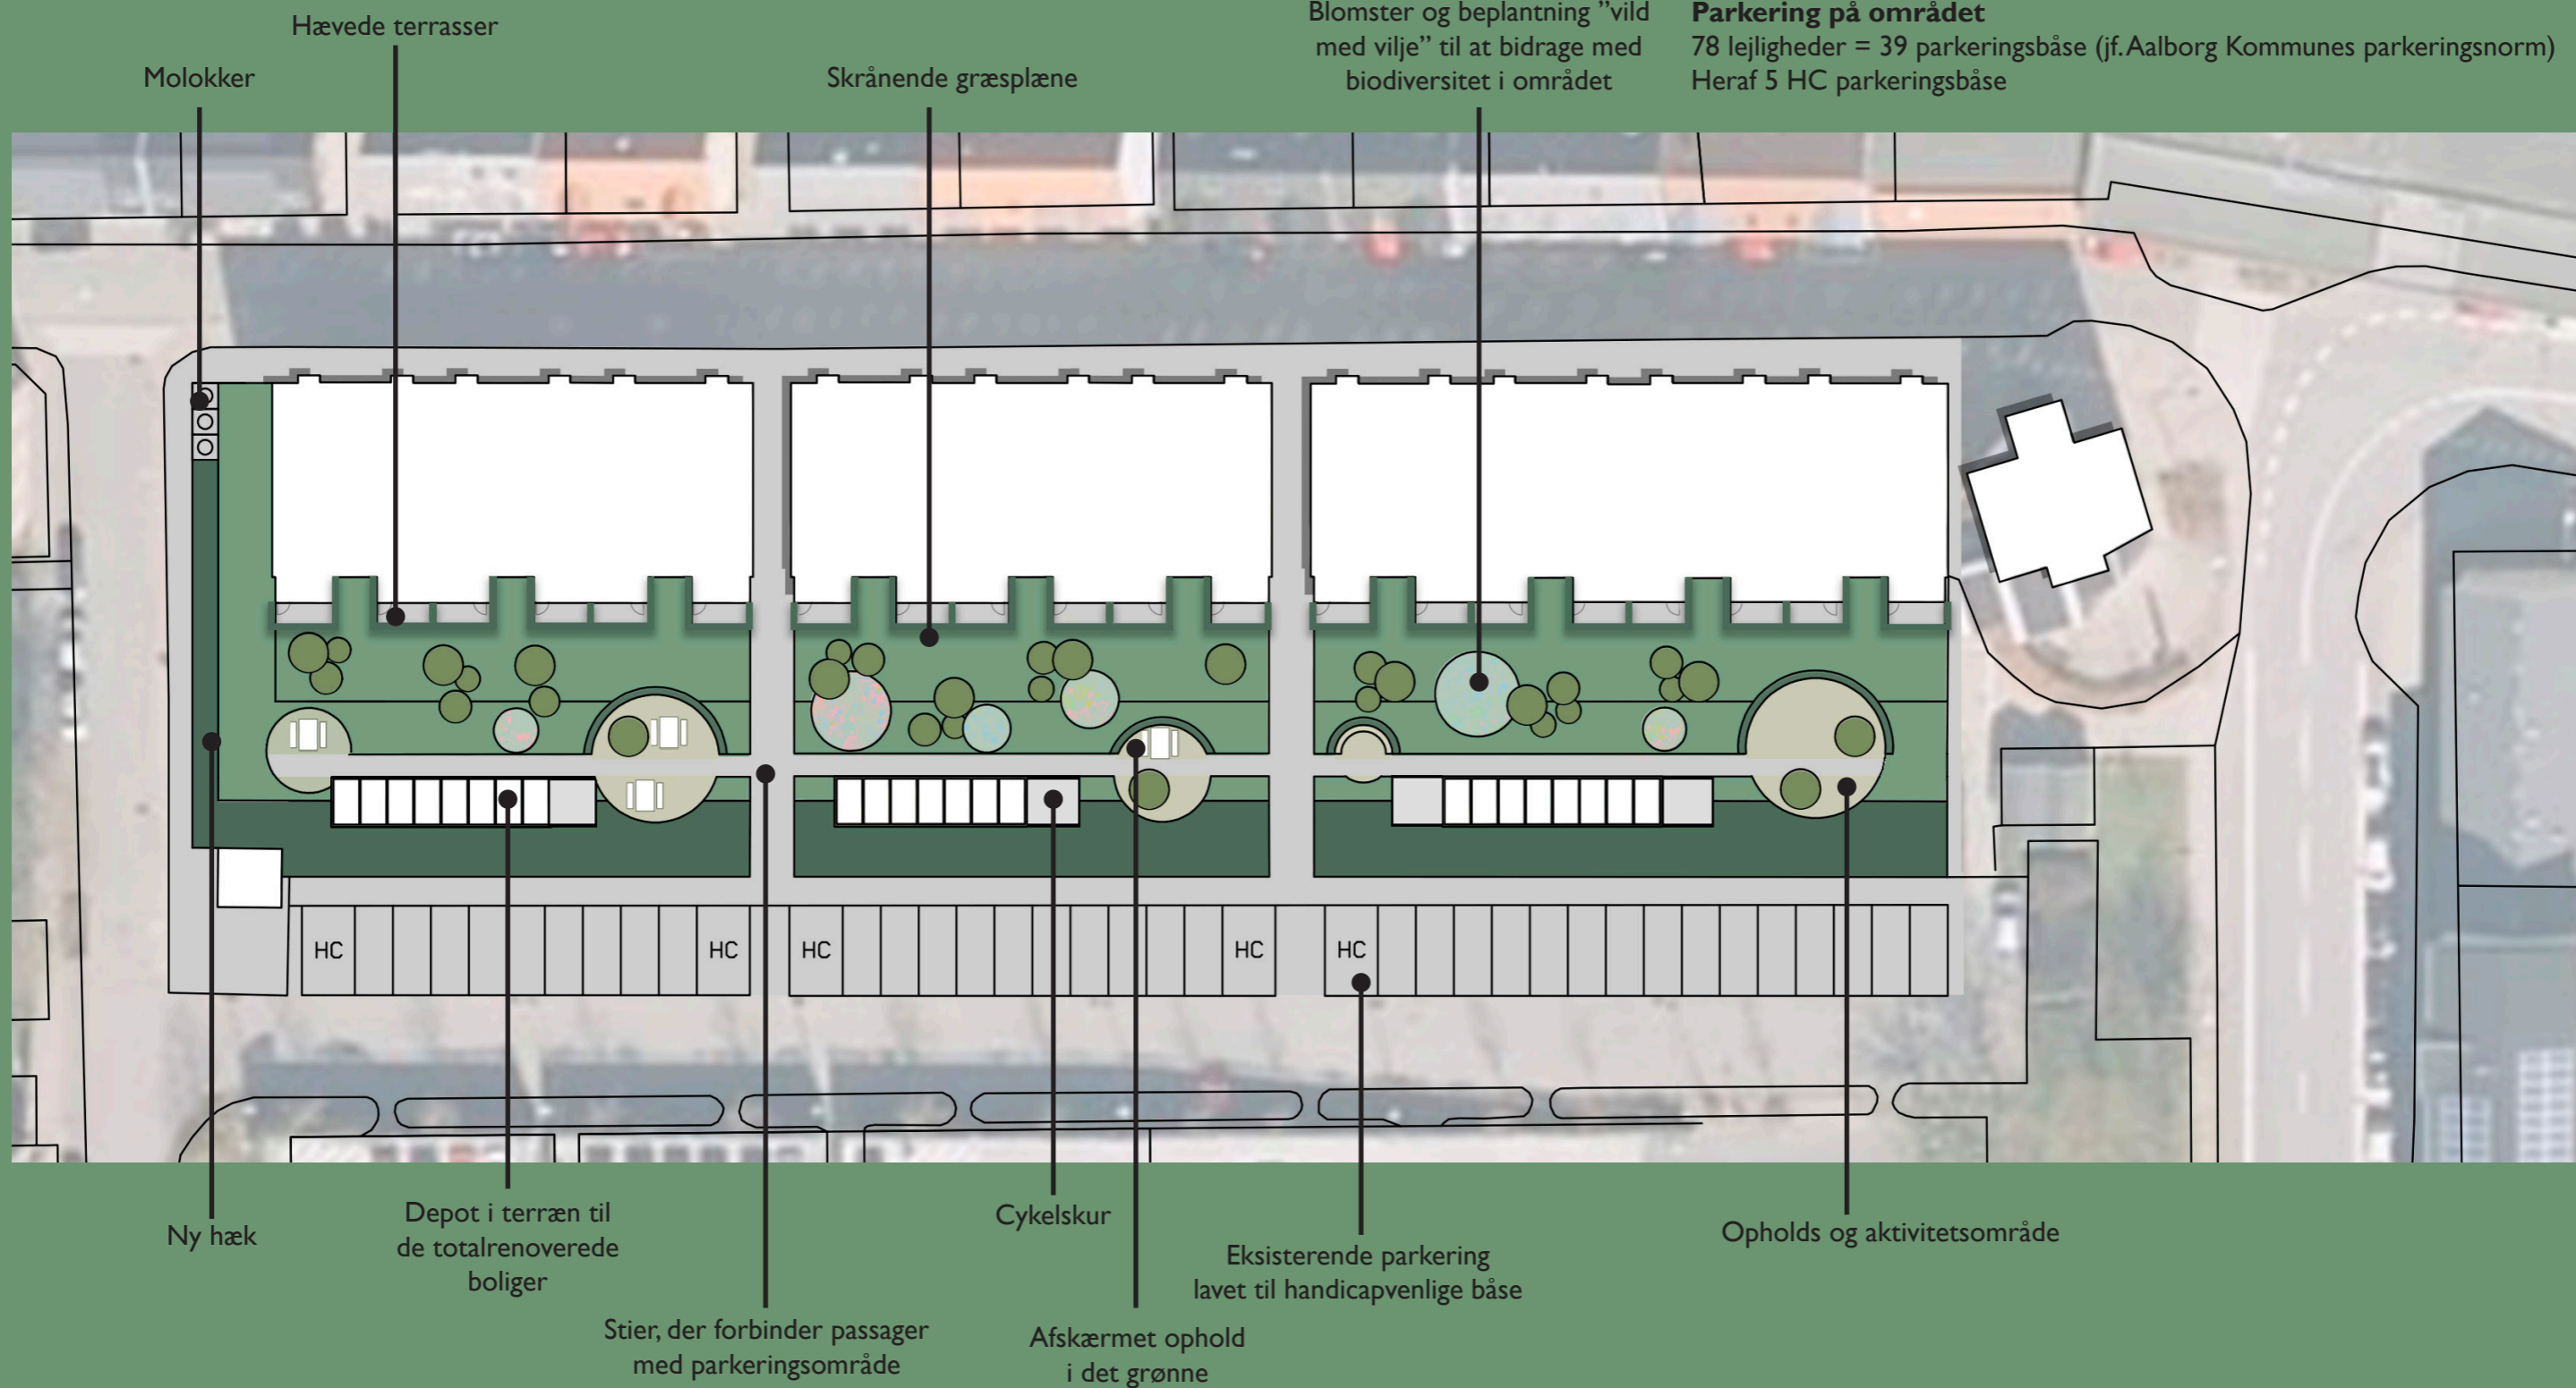 Hævede terrasser
Molokker
Skrånende græsplæne
Blomster og beplantning ”vild
med vilje” til at bidrage med
biodiversitet i området
Parkering på området
78 lejligheder = 39 parkeringsbåse (jf. Aalborg Kommunes parkeringsnorm)
Heraf 5 HC parkeringsbåse
HC
HC
HC
HC
HC
Ny hæk
Depot i terræn til
de totalrenoverede
boliger
Stier, der forbinder passager
med parkeringsområde
Cykelskur
Afskærmet ophold
i det grønne
Eksisterende parkering
lavet til handicapvenlige båse
Opholds og aktivitetsområde